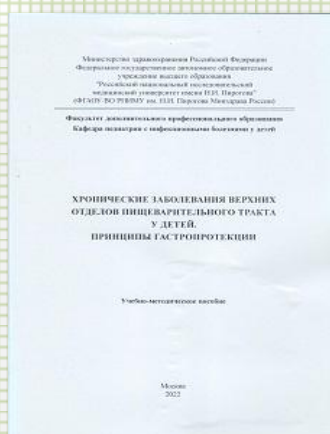 Министерство здравоохранения Российской Федерации
Федеральное государственное автономное образовательное
учреждение высшего образования
"Российский национальный исследовательский
медицинский университет имени Н.И. Пирогова"
(ФГАОУ ВО РНИМУ им. Н.И. Пирогова Минздрава России)
Факультет дополнительного профессионального образования
Кафедра педиатрии с инфекционными болезнями у детей
ХРОНИЧЕСКИЕ ЗАБОЛЕВАНИЯ ВЕРХНИХ
ОТДЕЛОВ ПИЩЕВАРИТЕЛЬНОГО ТРАКТА
У ДЕТЕЙ.
ПРИНЦИПЫ ГАСТРОПРОТЕКЦИИ
Учебно-методическое пособие
Москва
2022